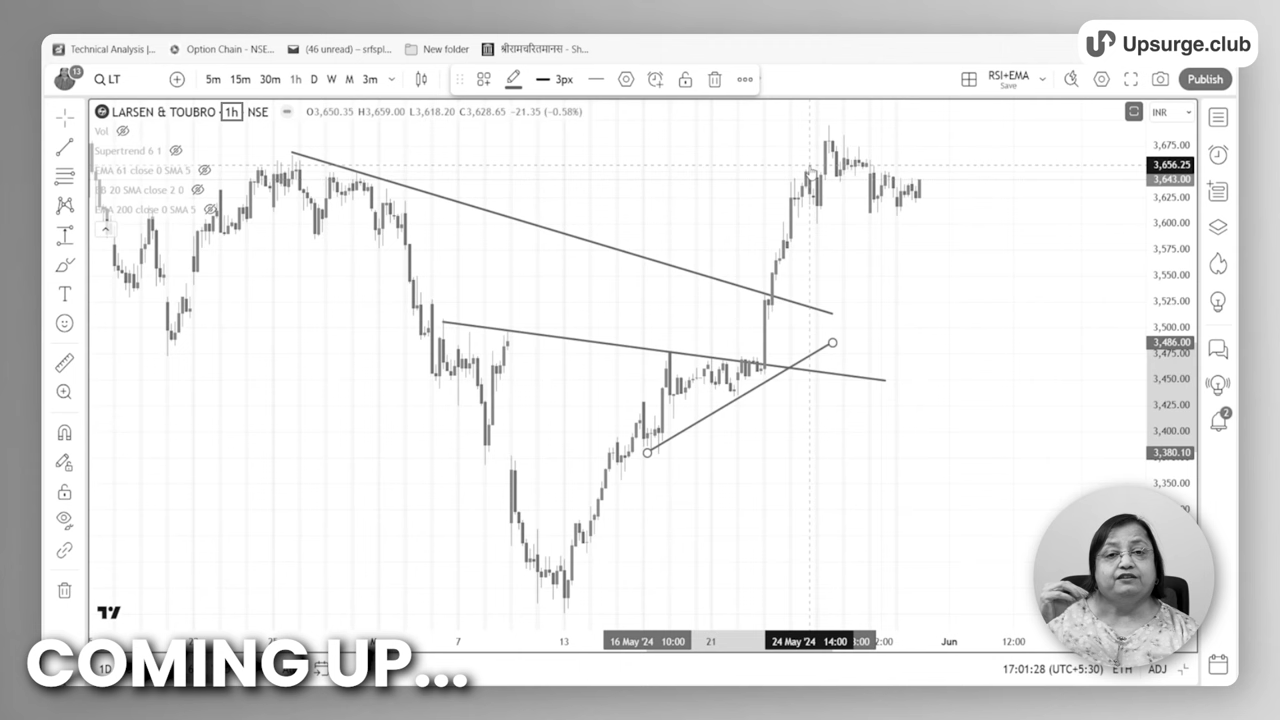 Upsurge.club
Technical Analysis |...
Option Chain - NSE...
(46 unread) – srfspl...
New folder
श्रीरामचरितमानस - Sh...
13
LT
5m 15m 30m 1h D W M 3m
3px
RSI+EMA
Save
Publish
LARSEN & TOUBRO · 1h NSE
O3,650.35 H3,659.00 L3,618.20 C3,628.65 −21.35 (−0.58%)
INR
Vol
Supertrend 6 1
EMA 61 close 0 SMA 5
BB 20 SMA close 2 0
EMA 200 close 0 SMA 5
3,675.00
3,656.25
3,643.00
3,625.00
3,600.00
3,575.00
3,550.00
3,525.00
3,500.00
3,486.00
3,475.00
3,450.00
3,425.00
3,400.00
3,380.10
3,350.00
2
7
13
16 May '24 10:00
21
24 May '24 14:00
3:00
2:00
Jun
12:00
COMING UP...
1D
17:01:28 (UTC+5:30)
ETH
ADJ